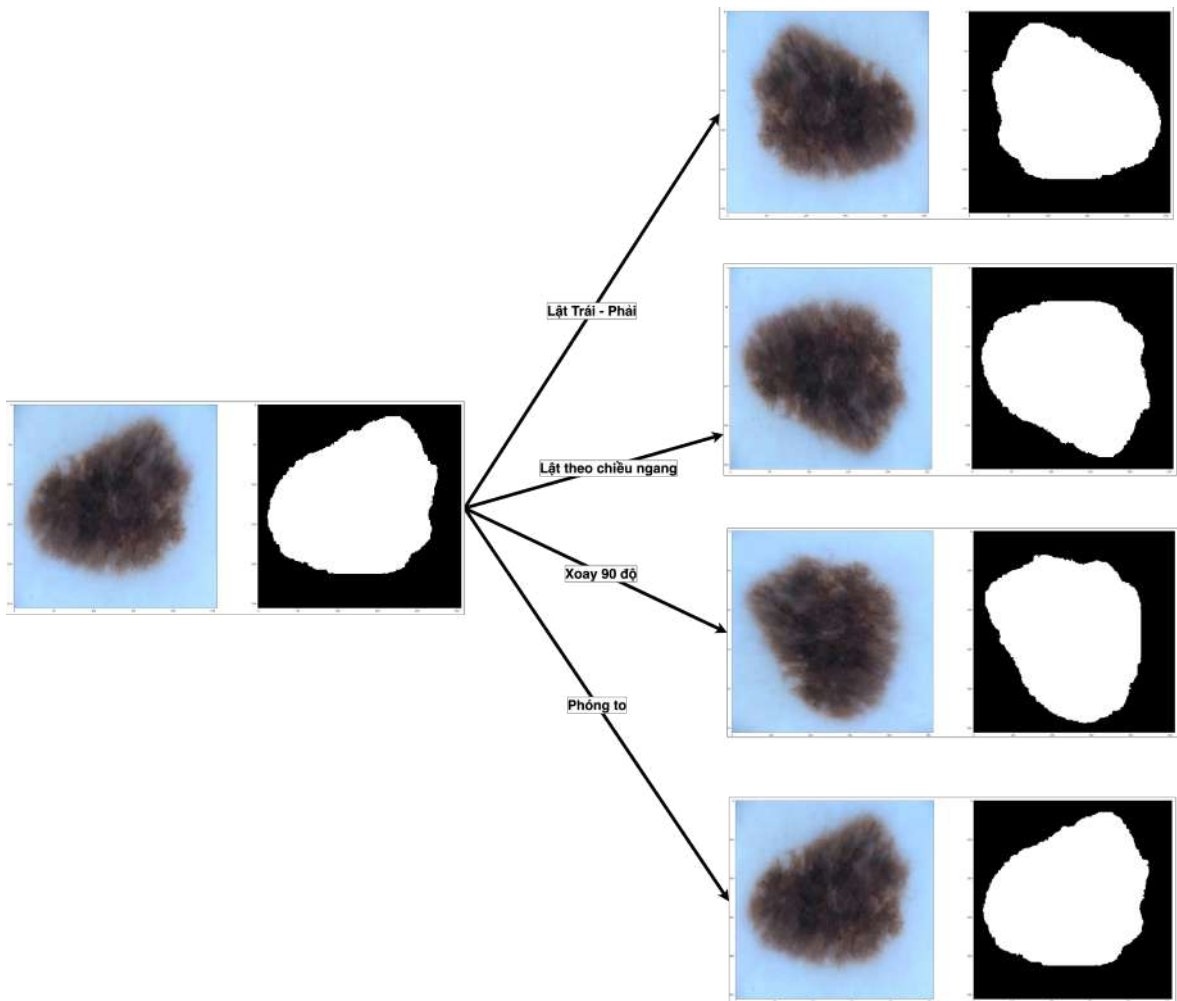 Lật Trái - Phải
Lật theo chiều ngang
Xoay 90 độ
Phóng to